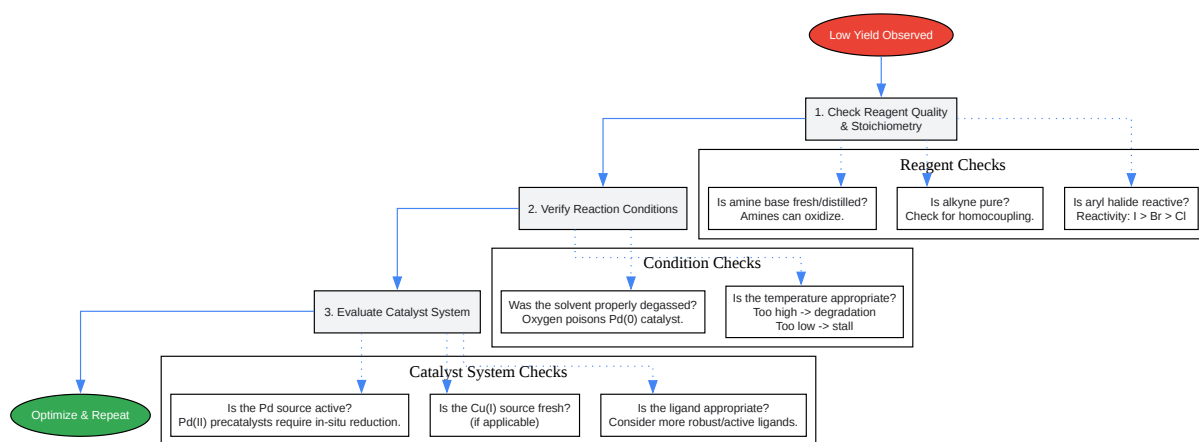 Low Yield Observed
1. Check Reagent Quality
& Stoichiometry
Reagent Checks
Is amine base fresh/distilled?
Amines can oxidize.
Is alkyne pure?
Check for homocoupling.
Is aryl halide reactive?
Reactivity: I > Br > Cl
2. Verify Reaction Conditions
Condition Checks
Was the solvent properly degassed?
Oxygen poisons Pd(0) catalyst.
Is the temperature appropriate?
Too high -> degradation
Too low -> stall
3. Evaluate Catalyst System
Catalyst System Checks
Is the Pd source active?
Pd(II) precatalysts require in-situ reduction.
Is the Cu(I) source fresh?
(if applicable)
Is the ligand appropriate?
Consider more robust/active ligands.
Optimize & Repeat